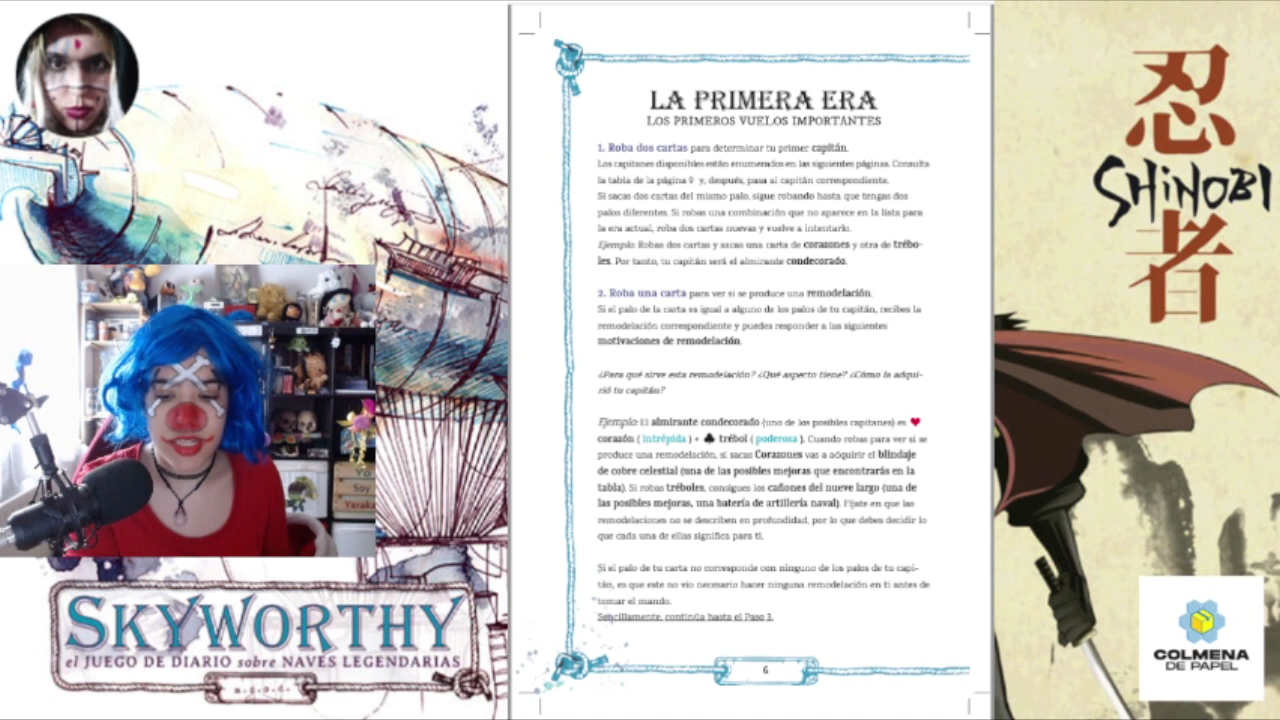 LA PRIMERA ERA
LOS PRIMEROS VUELOS IMPORTANTES
1. Roba dos cartas para determinar tu primer capitán.
Los capitanes disponibles están enumerados en las siguientes páginas. Consulta
la tabla de la página 9 y, después, pasa al capitán correspondiente.
Si sacas dos cartas del mismo palo, sigue robando hasta que tengas dos
palos diferentes. Si robas una combinación que no aparece en la lista para
la era actual, roba dos cartas nuevas y vuelve a intentarlo.
Ejemplo: Robas dos cartas y sacas una carta de corazones y otra de trébo-
les. Por tanto, tu capitán será el almirante condecorado.
2. Roba una carta para ver si se produce una remodelación.
Si el palo de la carta es igual a alguno de los palos de tu capitán, recibes la
remodelación correspondiente y puedes responder a las siguientes
motivaciones de remodelación.
¿Para qué sirve esta remodelación? ¿Qué aspecto tiene? ¿Cómo la adqui-
rió tu capitán?
Ejemplo: El almirante condecorado (uno de los posibles capitanes) es ♥
corazón ( intrépida ) + ♣ trébol ( poderosa ). Cuando robas para ver si se
produce una remodelación, si sacas Corazones vas a adquirir el blindaje
de cobre celestial (una de las posibles mejoras que encontrarás en la
tabla). Si robas tréboles, consigues los cañones del nueve largo (una de
las posibles mejoras, una batería de artillería naval). Fíjate en que las
remodelaciones no se describen en profundidad, por lo que debes decidir lo
que cada una de ellas significa para ti.
Si el palo de tu carta no corresponde con ninguno de los palos de tu capi-
tán, es que este no vio necesario hacer ninguna remodelación en ti antes de
tomar el mando.
Sencillamente, continúa hasta el Paso 3.
6
Soy
Yaraka
SKYWORTHY
el JUEGO DE DIARIO sobre NAVES LEGENDARIAS
忍
SHINOBI
者
COLMENA
DE PAPEL